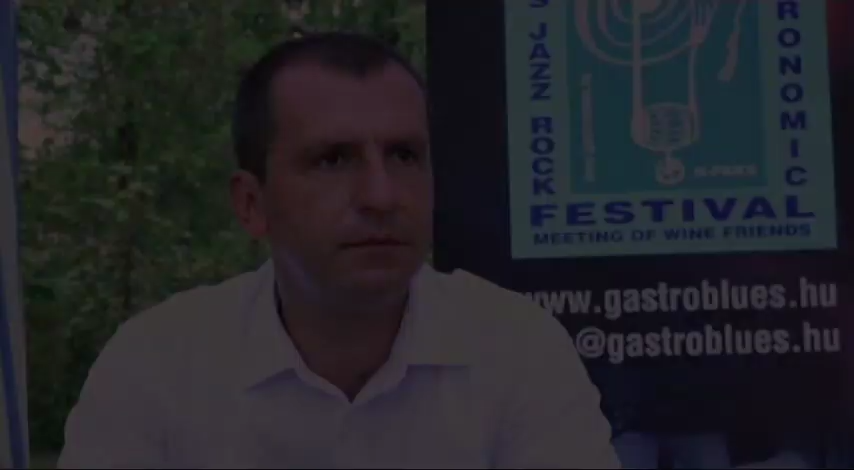 S JAZZ ROCK
RONOMIC
FESTIVAL
MEETING OF WINE FRIENDS
www.gastroblues.hu
@gastroblues.hu